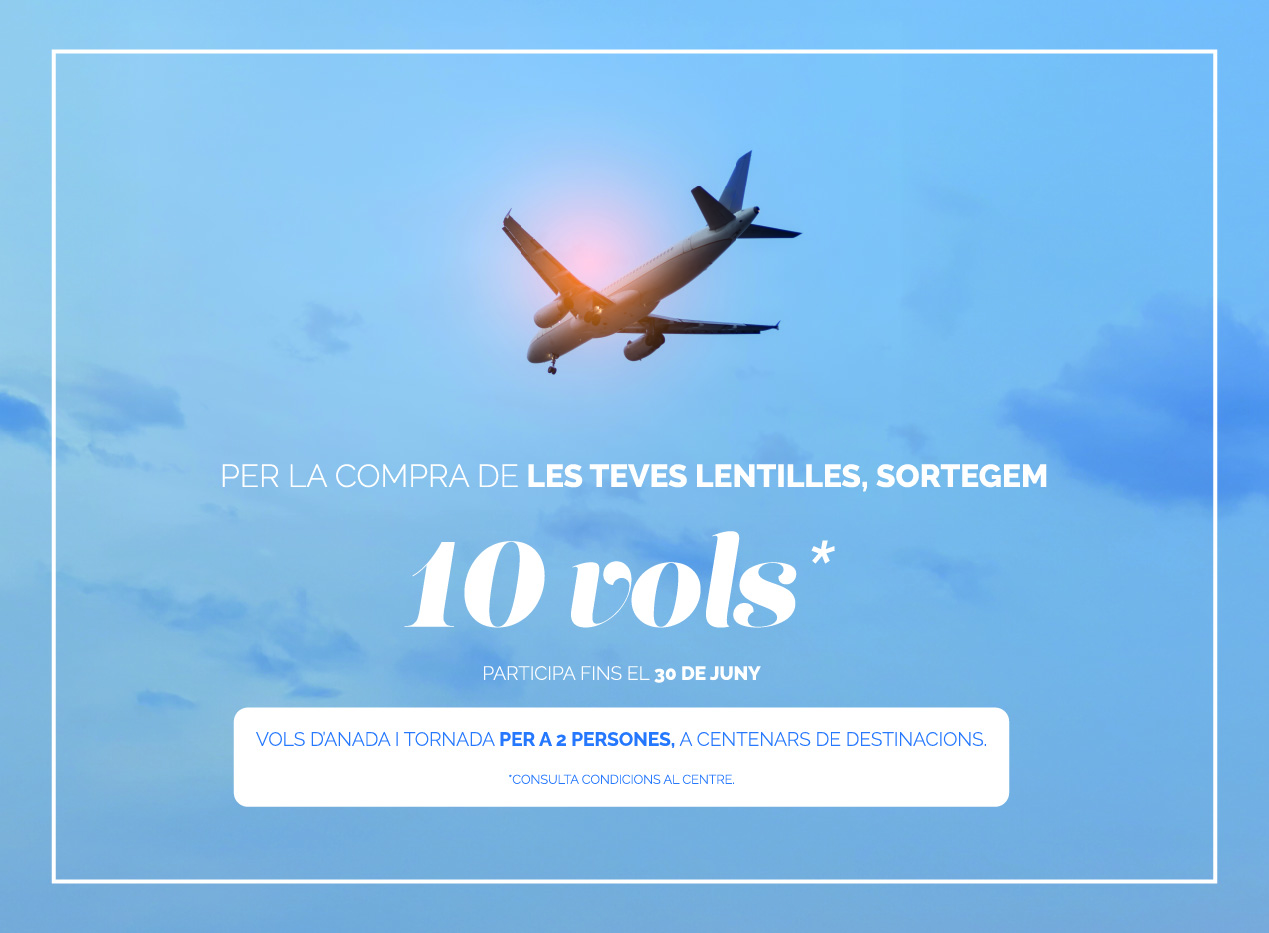 PER LA COMPRA DE LES TEVES LENTILLES, SORTEGEM
10 vols*
PARTICIPA FINS EL 30 DE JUNY
VOLS D'ANADA I TORNADA PER A 2 PERSONES, A CENTENARS DE DESTINACIONS.
*CONSULTA CONDICIONS AL CENTRE.